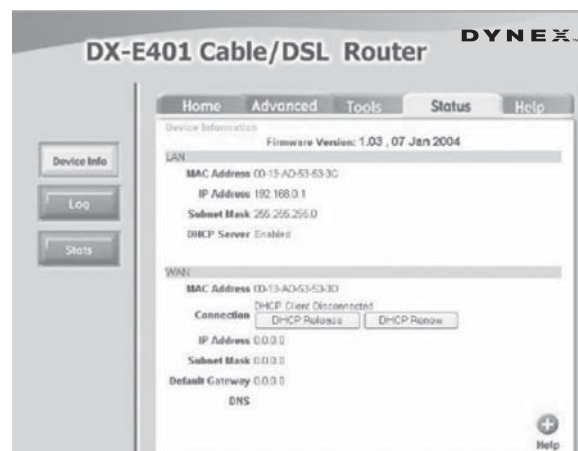 DYNEX
DX-E401 Cable/DSL Router
Home Advanced Tools Status Help
Device Information
Firmware Version: 1.03 , 07 Jan 2004
Device Info
Log
Stats
LAN
MAC Address 00-13-AD-53-53-3C
IP Address 192.168.0.1
Subnet Mask 255.255.255.0
DHCP Server Enabled
WAN
MAC Address 00-13-AD-53-53-3D
DHCP Client Disconnected
Connection DHCP Release DHCP Renew
IP Address 0.0.0.0
Subnet Mask 0.0.0.0
Default Gateway 0.0.0.0
DNS
Help